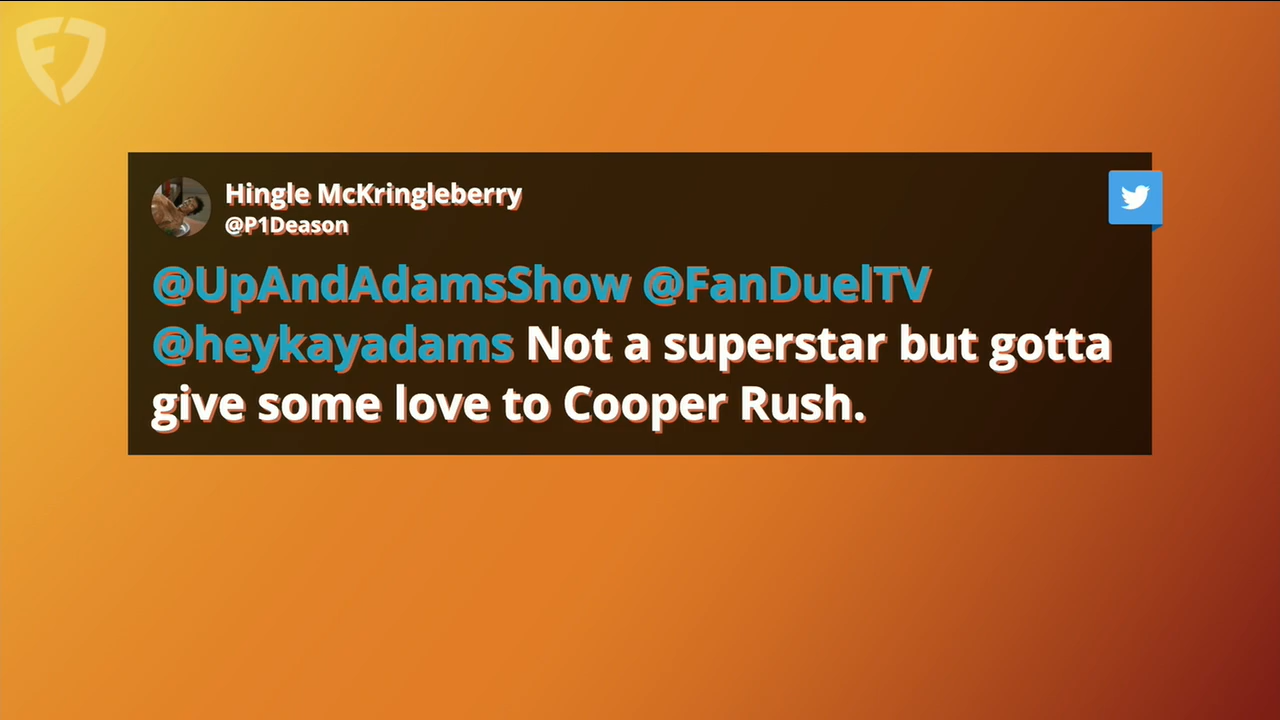 Hingle McKringleberry
@P1Deason
@UpAndAdamsShow @FanDuelTV
@heykayadams Not a superstar but gotta
give some love to Cooper Rush.